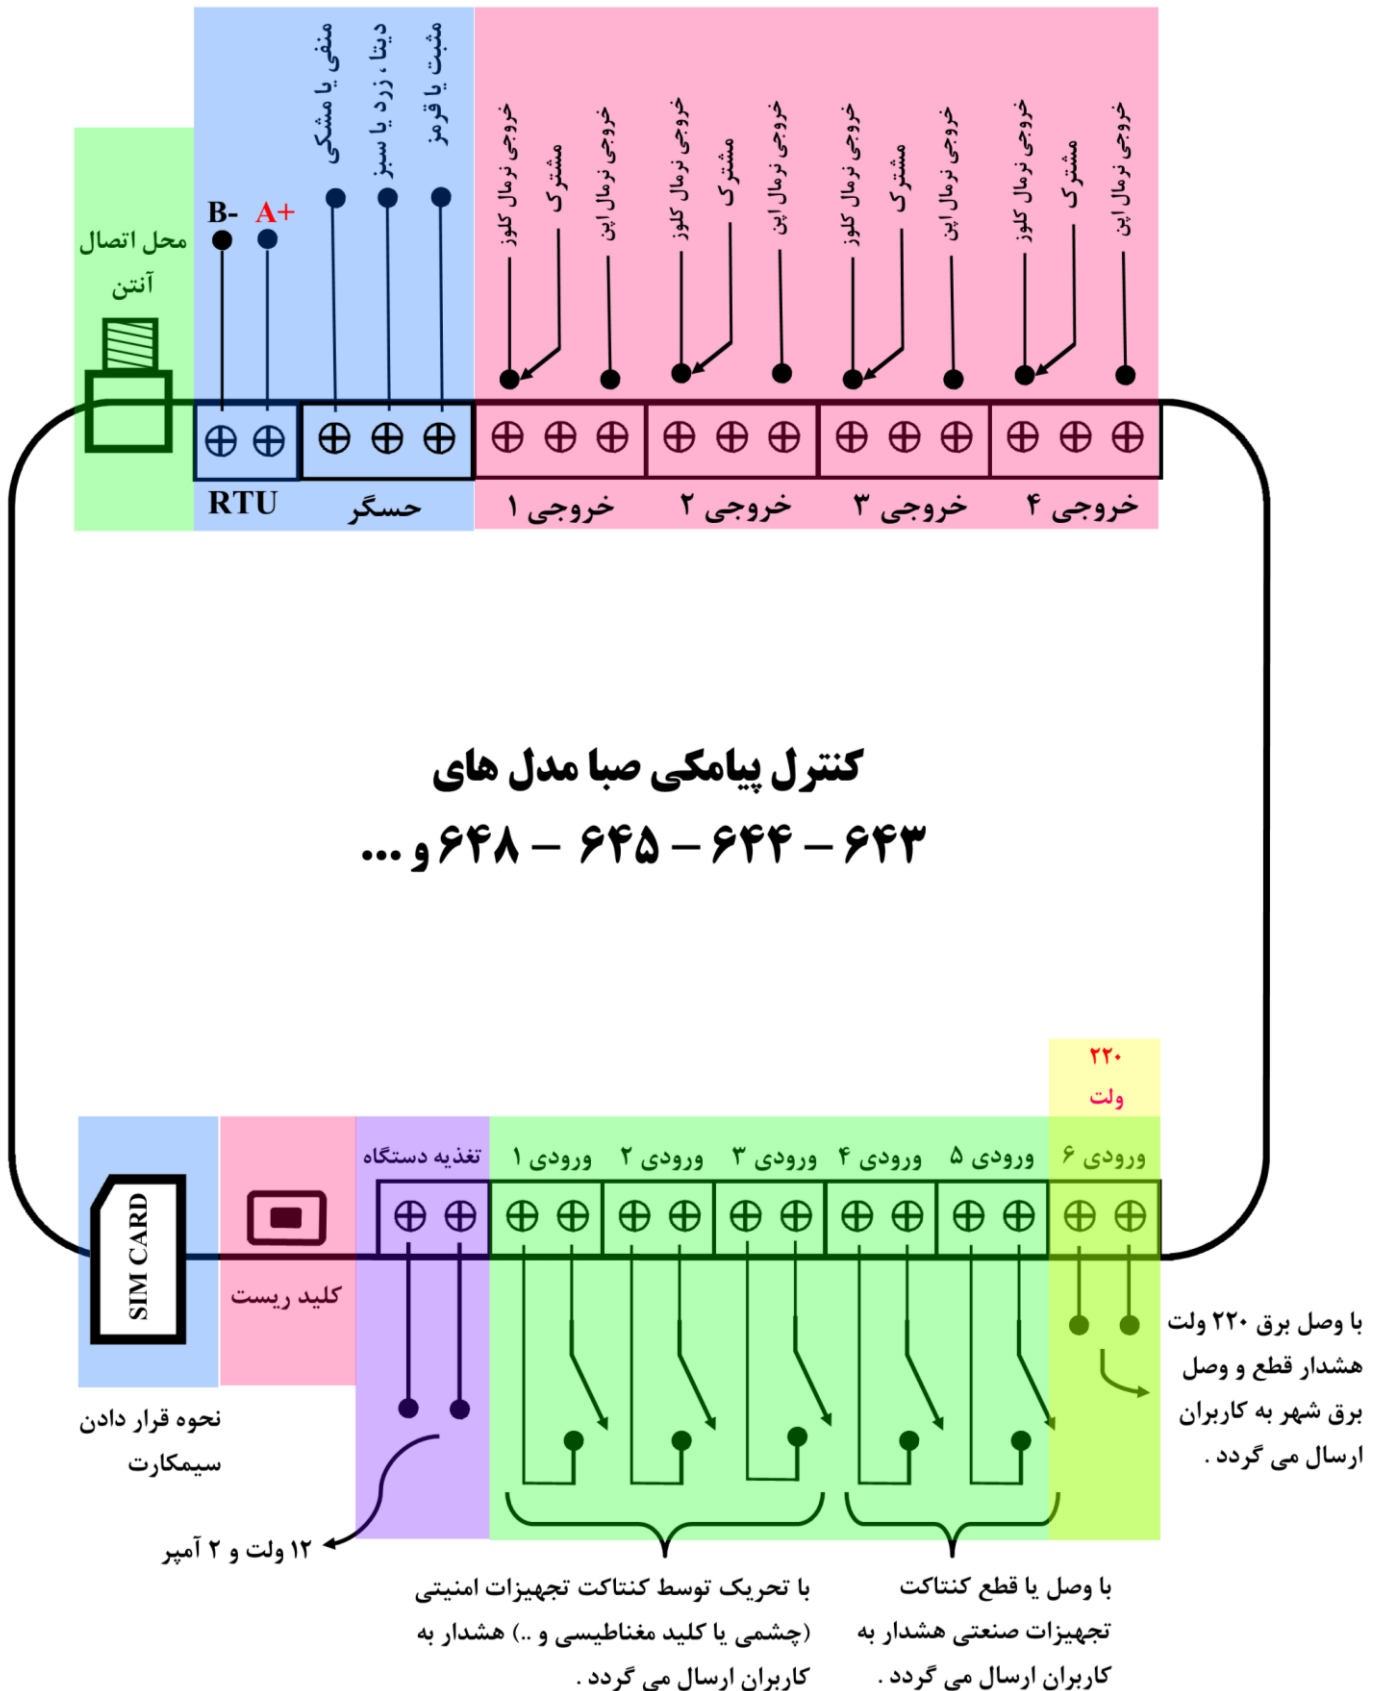 محل اتصال
آنتن
B-
A+
منفی یا مشکی
دیتا ، زرد یا سبز
مثبت یا قرمز
خروجی نرمال کلوز
مشترک
خروجی نرمال اپن
خروجی نرمال کلوز
مشترک
خروجی نرمال اپن
خروجی نرمال کلوز
مشترک
خروجی نرمال اپن
خروجی نرمال کلوز
مشترک
خروجی نرمال اپن
RTU
حسگر
خروجی ۱
خروجی ۲
خروجی ۳
خروجی ۴
کنترل پیامکی صبا مدل های
۶۴۳ – ۶۴۴ – ۶۴۵ – ۶۴۸ و ...
۲۲۰
ولت
تغذیه دستگاه
ورودی ۱
ورودی ۲
ورودی ۳
ورودی ۴
ورودی ۵
ورودی ۶
SIM CARD
کلید ریست
نحوه قرار دادن
سیمکارت
۱۲ ولت و ۲ آمپر
با تحریک توسط کنتاکت تجهیزات امنیتی
(چشمی یا کلید مغناطیسی و ..) هشدار به
کاربران ارسال می گردد .
با وصل یا قطع کنتاکت
تجهیزات صنعتی هشدار به
کاربران ارسال می گردد .
با وصل برق ۲۲۰ ولت
هشدار قطع و وصل
برق شهر به کاربران
ارسال می گردد .